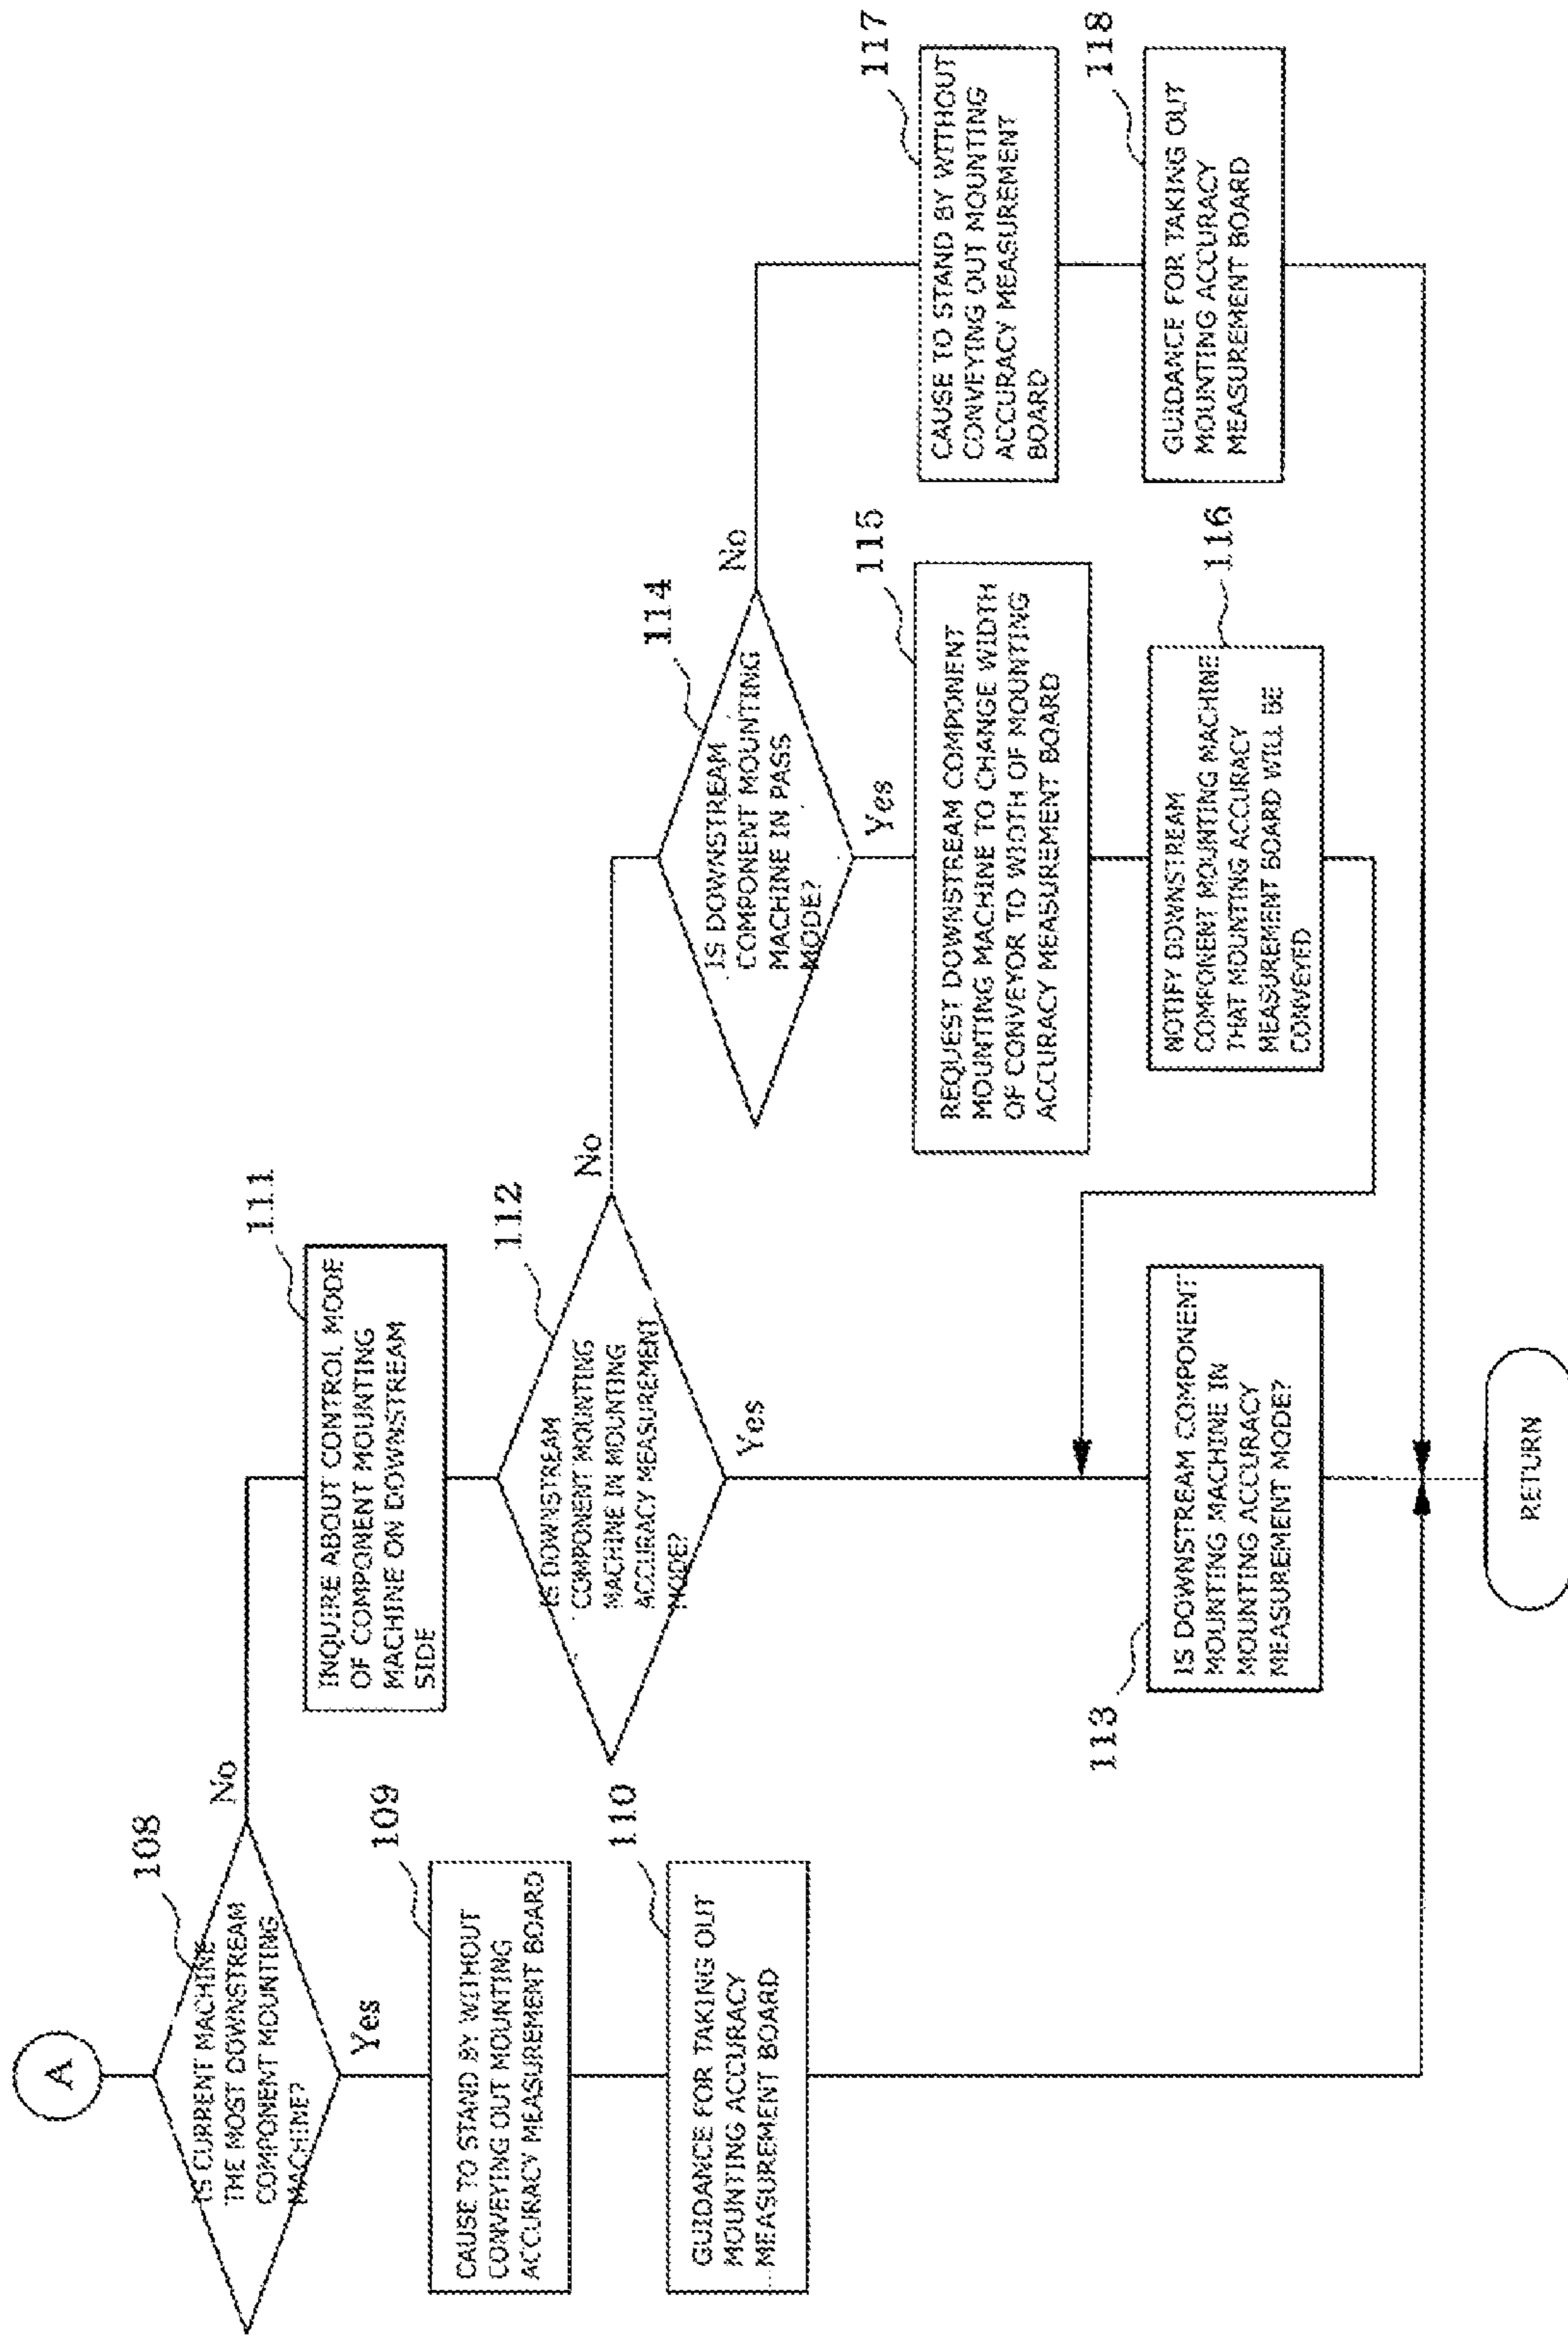 A
108
IS CURRENT MACHINE
THE MOST DOWNSTREAM
COMPONENT MOUNTING
MACHINE?
No
Yes
109
CAUSE TO STAND BY WITHOUT
CONVEYING OUT MOUNTING
ACCURACY MEASUREMENT BOARD
110
GUIDANCE FOR TAKING OUT
MOUNTING ACCURACY
MEASUREMENT BOARD
111
INQUIRE ABOUT CONTROL MODE
OF COMPONENT MOUNTING
MACHINE ON DOWNSTREAM
SIDE
112
IS DOWNSTREAM
COMPONENT MOUNTING
MACHINE IN MOUNTING
ACCURACY MEASUREMENT
MODE?
No
Yes
113
IS DOWNSTREAM COMPONENT
MOUNTING MACHINE IN
MOUNTING ACCURACY
MEASUREMENT MODE?
114
IS DOWNSTREAM
COMPONENT MOUNTING
MACHINE IN PASS
MODE?
No
Yes
115
REQUEST DOWNSTREAM COMPONENT
MOUNTING MACHINE TO CHANGE WIDTH
OF CONVEYOR TO WIDTH OF MOUNTING
ACCURACY MEASUREMENT BOARD
116
NOTIFY DOWNSTREAM
COMPONENT MOUNTING MACHINE
THAT MOUNTING ACCURACY
MEASUREMENT BOARD WILL BE
CONVEYED
117
CAUSE TO STAND BY WITHOUT
CONVEYING OUT MOUNTING
ACCURACY MEASUREMENT
BOARD
118
GUIDANCE FOR TAKING OUT
MOUNTING ACCURACY
MEASUREMENT BOARD
RETURN